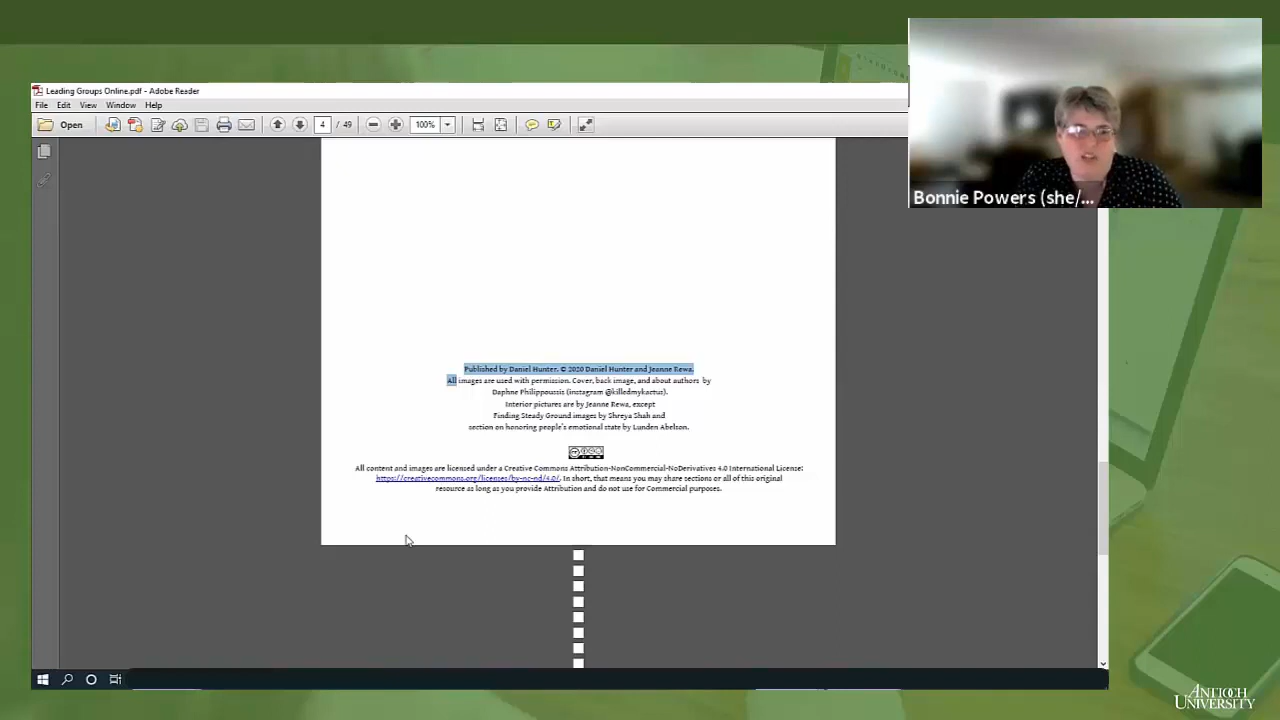 Leading Groups Online.pdf - Adobe Reader
File Edit View Window Help
Open 4 / 49 100%
Bonnie Powers (she/...
Published by Daniel Hunter. © 2020 Daniel Hunter and Jeanne Rewa.
All images are used with permission. Cover, back image, and about authors by
Daphne Philippoussis (instagram @killedmykactus).
Interior pictures are by Jeanne Rewa, except
Finding Steady Ground images by Shreya Shah and
section on honoring people's emotional state by Lunden Abelson.
All content and images are licensed under a Creative Commons Attribution-NonCommercial-NoDerivatives 4.0 International License:
https://creativecommons.org/licenses/by-nc-nd/4.0/. In short, that means you may share sections or all of this original
resource as long as you provide Attribution and do not use for Commercial purposes.
ANTIOCH
UNIVERSITY